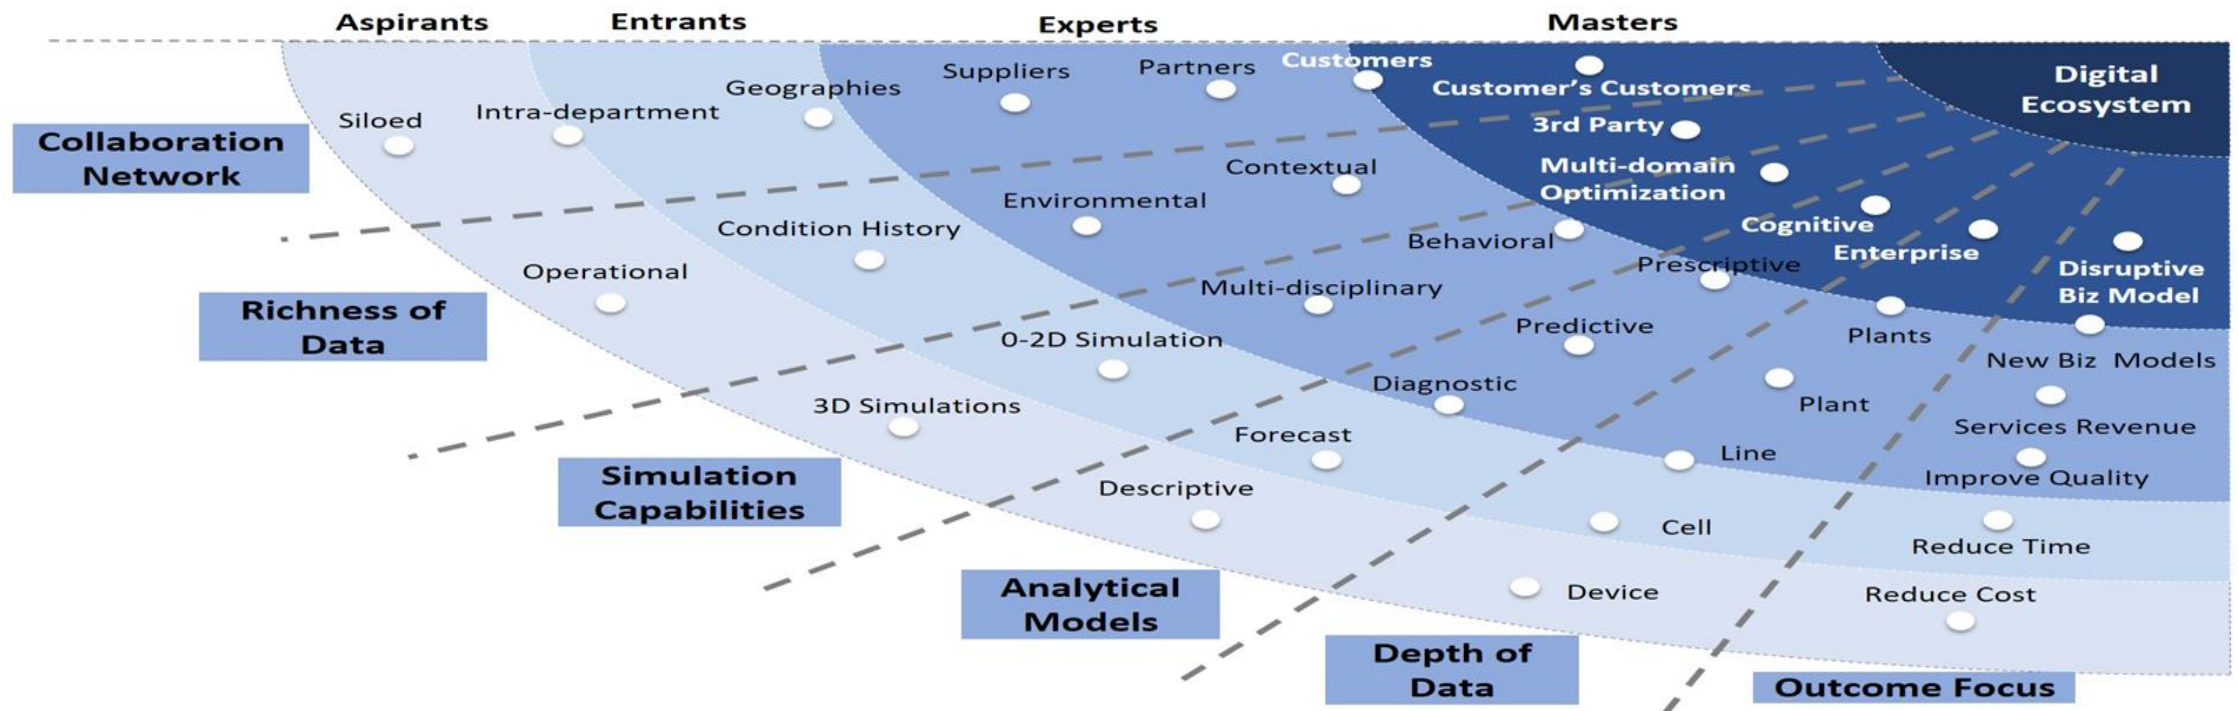 Aspirants
Entrants
Experts
Masters
Digital
Ecosystem
Collaboration
Network
Siloed
Intra-department
Geographies
Suppliers
Partners
Customers
Customer's Customers
Richness of
Data
Operational
Condition History
Environmental
Contextual
3rd Party
Simulation
Capabilities
3D Simulations
0-2D Simulation
Multi-disciplinary
Behavioral
Multi-domain
Optimization
Analytical
Models
Descriptive
Forecast
Diagnostic
Predictive
Prescriptive
Cognitive
Depth of
Data
Device
Cell
Line
Plant
Plants
Enterprise
Outcome Focus
Reduce Cost
Reduce Time
Improve Quality
Services Revenue
New Biz Models
Disruptive
Biz Model